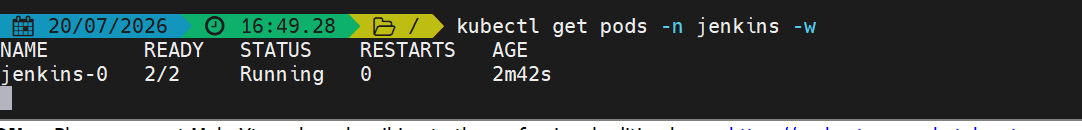 20/07/2026 16:49.28 / kubectl get pods -n jenkins -w
NAME READY STATUS RESTARTS AGE
jenkins-0 2/2 Running 0 2m42s